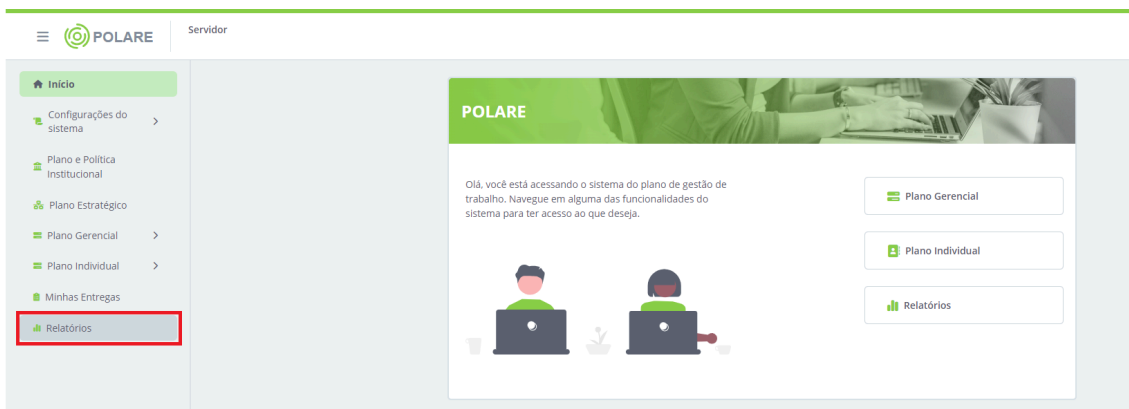 POLARE
Servidor
Início
Configurações do
sistema
Plano e Política
Institucional
Plano Estratégico
Plano Gerencial
Plano Individual
Minhas Entregas
Relatórios
POLARE
Olá, você está acessando o sistema do plano de gestão de
trabalho. Navegue em alguma das funcionalidades do
sistema para ter acesso ao que deseja.
Plano Gerencial
Plano Individual
Relatórios